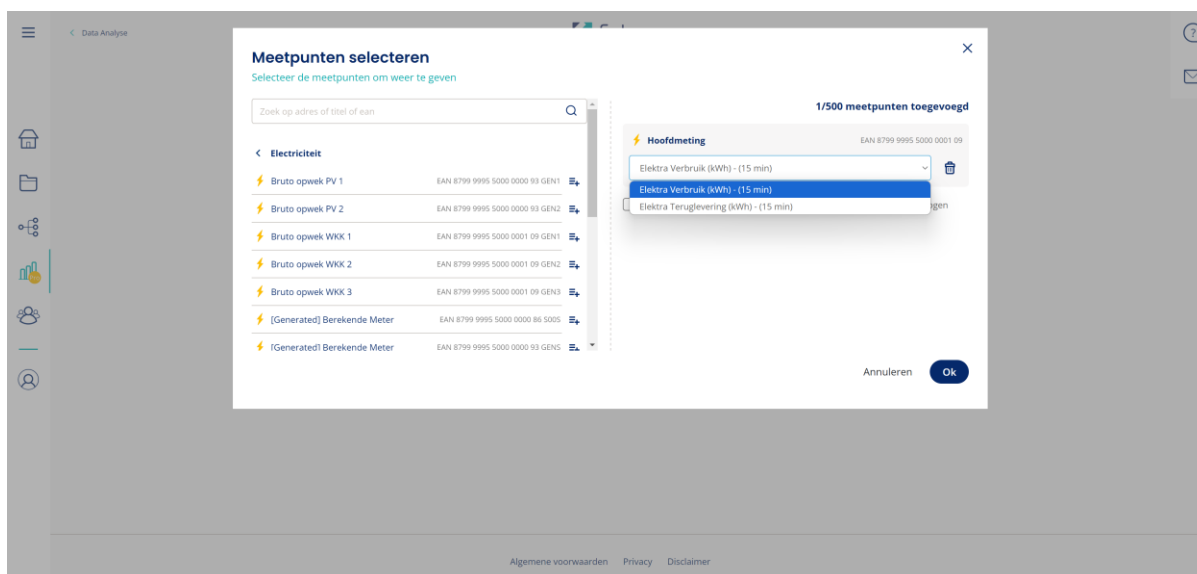 Data Analyse
Meetpunten selecteren
Selecteer de meetpunten om weer te geven
Zoek op adres of titel of ean
Electriciteit
Bruto opwek PV 1 EAN 8799 9995 5000 0000 93 GEN1
Bruto opwek PV 2 EAN 8799 9995 5000 0000 93 GEN2
Bruto opwek WKK 1 EAN 8799 9995 5000 0001 09 GEN1
Bruto opwek WKK 2 EAN 8799 9995 5000 0001 09 GEN2
Bruto opwek WKK 3 EAN 8799 9995 5000 0001 09 GEN3
[Generated] Berekende Meter EAN 8799 9995 5000 0000 86 S00S
[Generated] Berekende Meter EAN 8799 9995 5000 0000 93 GENS
1/500 meetpunten toegevoegd
Hoofdmeting EAN 8799 9995 5000 0001 09
Elektra Verbruik (kWh) - (15 min)
Elektra Verbruik (kWh) - (15 min)
Elektra Teruglevering (kWh) - (15 min)
Annuleren Ok
Algemene voorwaarden Privacy Disclaimer